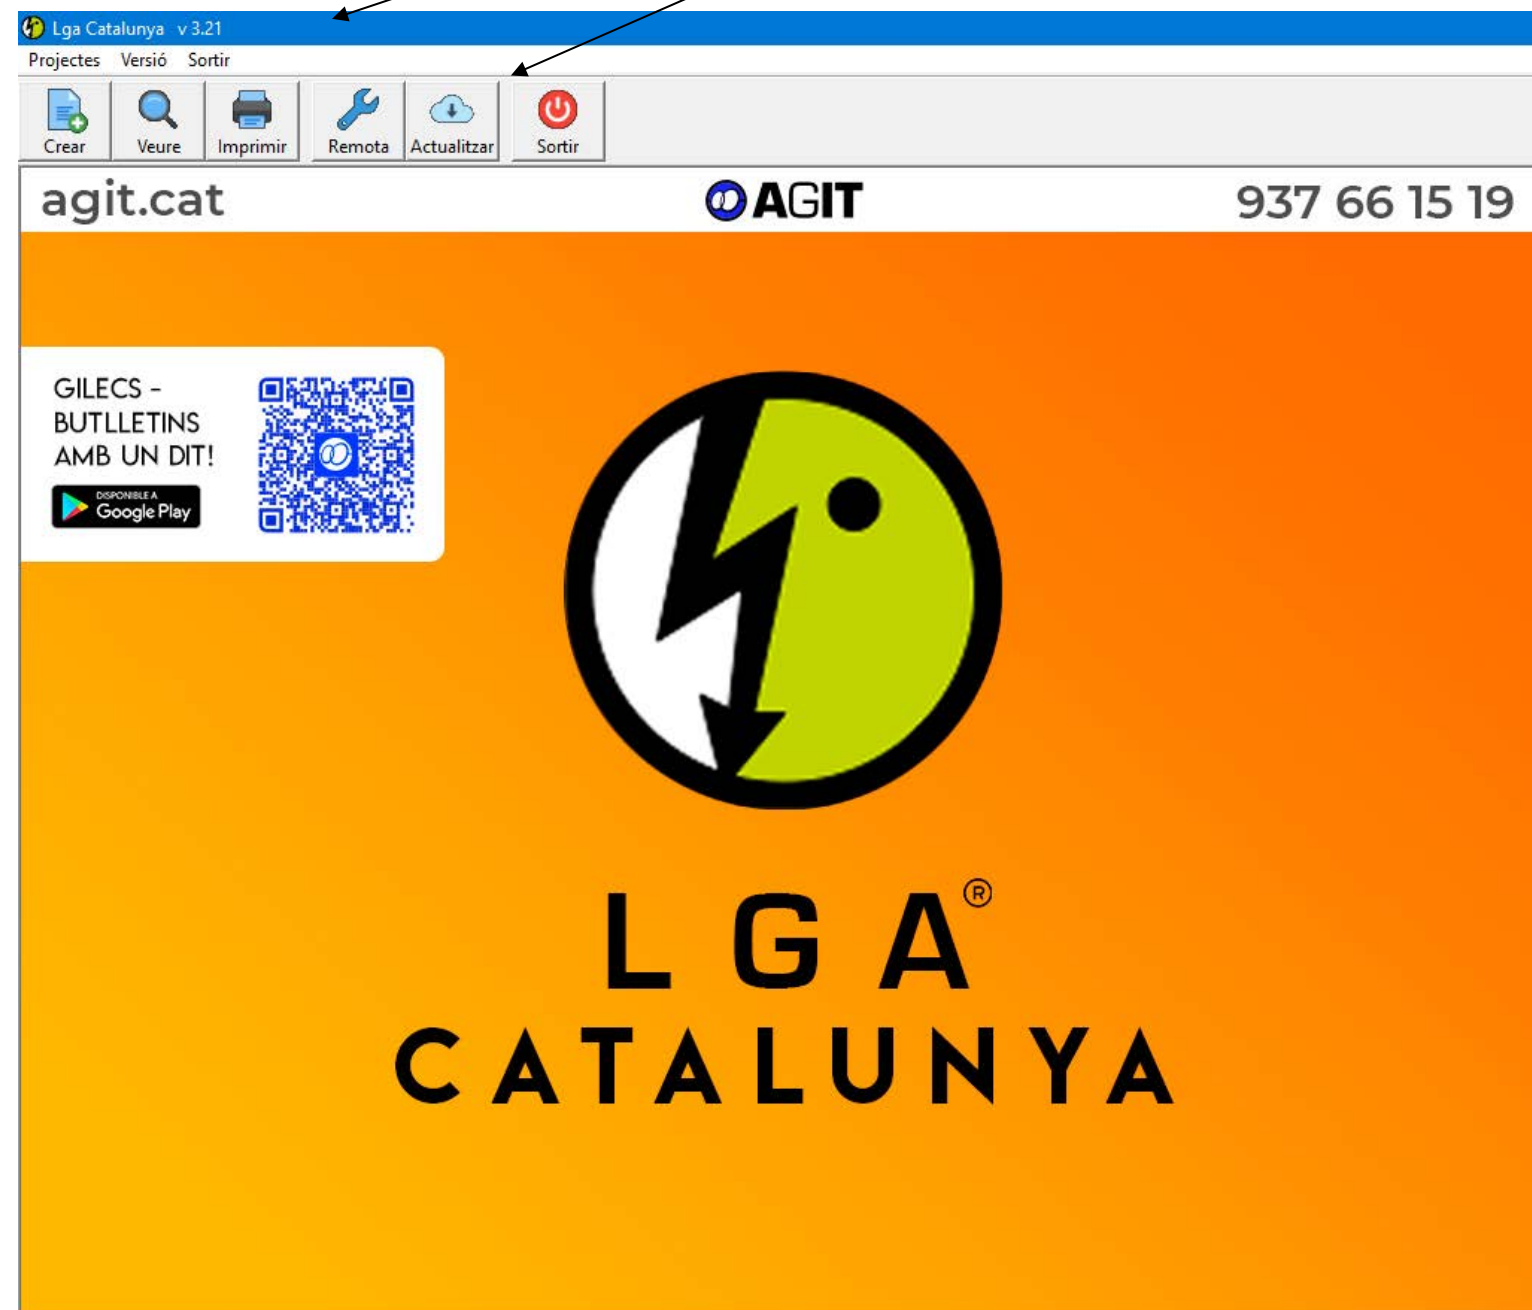 Lga Catalunya v 3.21
Projectes Versió Sortir
Crear Veure Imprimir Remota Actualitzar Sortir
agit.cat AGIT 937 66 15 19
GILECS -
BUTLLETINS
AMB UN DIT!
DISPONIBLE A
Google Play
LGA®
CATALUNYA